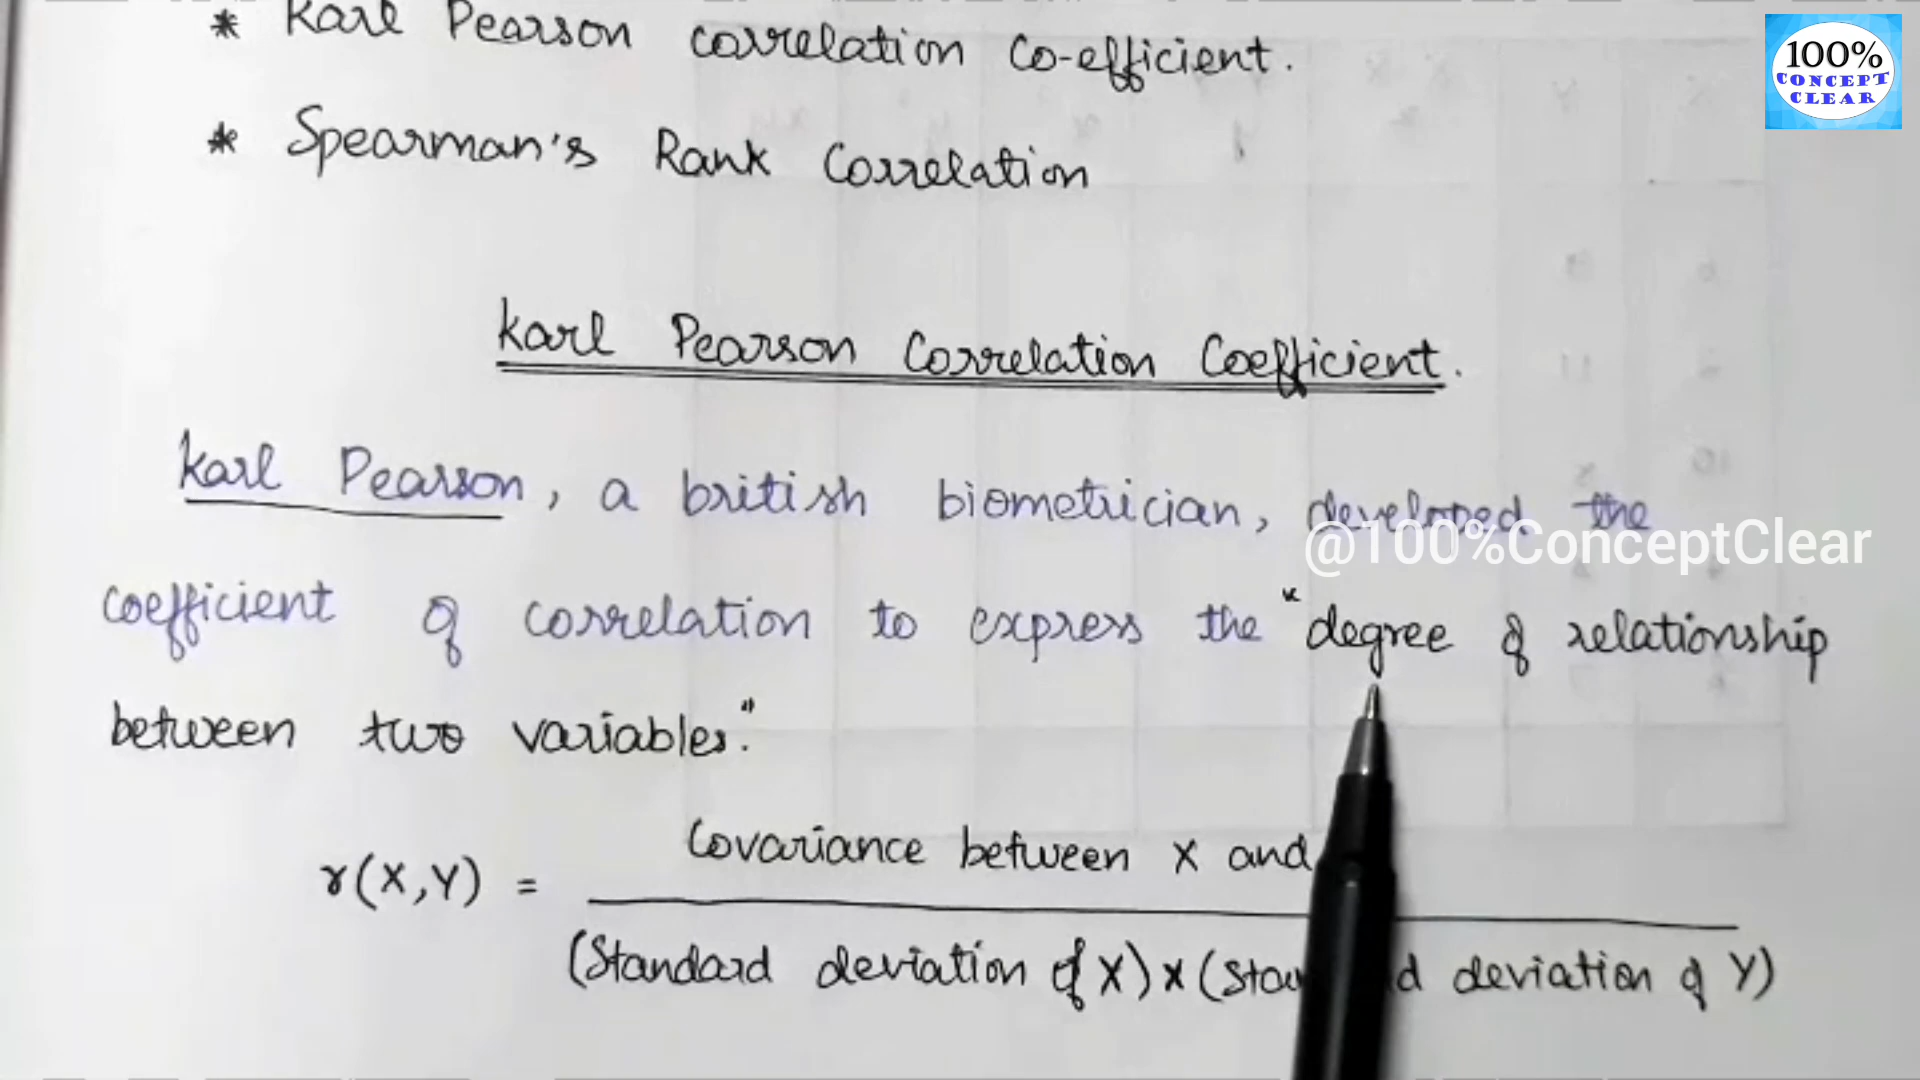 * Karl Pearson correlation Co-efficient.
* Spearman's Rank Correlation
100%
CONCEPT
CLEAR
Karl Pearson Correlation Coefficient.
Karl Pearson, a british biometrician, developed the
@100%ConceptClear
coefficient of correlation to express the "degree of relationship
between two variables."
r(X,Y) = Covariance between X and
(Standard deviation of X) x ( deviation of Y)